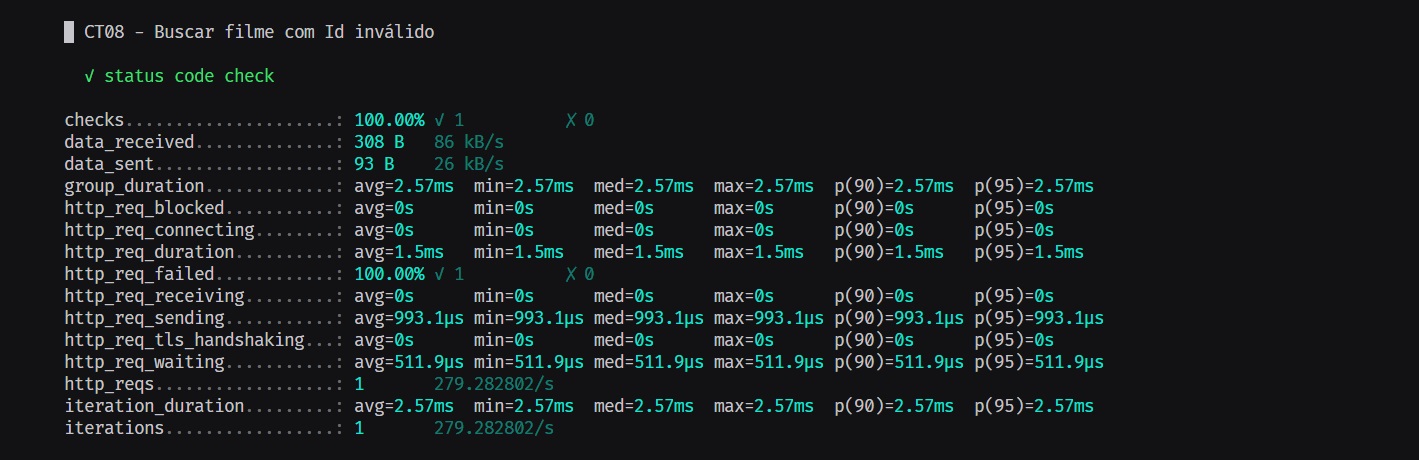 █ CT08 - Buscar filme com Id inválido
✓ status code check
checks.....................: 100.00% ✓ 1 ✗ 0
data_received..............: 308 B 86 kB/s
data_sent..................: 93 B 26 kB/s
group_duration.............: avg=2.57ms min=2.57ms med=2.57ms max=2.57ms p(90)=2.57ms p(95)=2.57ms
http_req_blocked...........: avg=0s min=0s med=0s max=0s p(90)=0s p(95)=0s
http_req_connecting........: avg=0s min=0s med=0s max=0s p(90)=0s p(95)=0s
http_req_duration..........: avg=1.5ms min=1.5ms med=1.5ms max=1.5ms p(90)=1.5ms p(95)=1.5ms
http_req_failed............: 100.00% ✓ 1 ✗ 0
http_req_receiving.........: avg=0s min=0s med=0s max=0s p(90)=0s p(95)=0s
http_req_sending...........: avg=993.1µs min=993.1µs med=993.1µs max=993.1µs p(90)=993.1µs p(95)=993.1µs
http_req_tls_handshaking...: avg=0s min=0s med=0s max=0s p(90)=0s p(95)=0s
http_req_waiting...........: avg=511.9µs min=511.9µs med=511.9µs max=511.9µs p(90)=511.9µs p(95)=511.9µs
http_reqs..................: 1 279.282802/s
iteration_duration.........: avg=2.57ms min=2.57ms med=2.57ms max=2.57ms p(90)=2.57ms p(95)=2.57ms
iterations.................: 1 279.282802/s